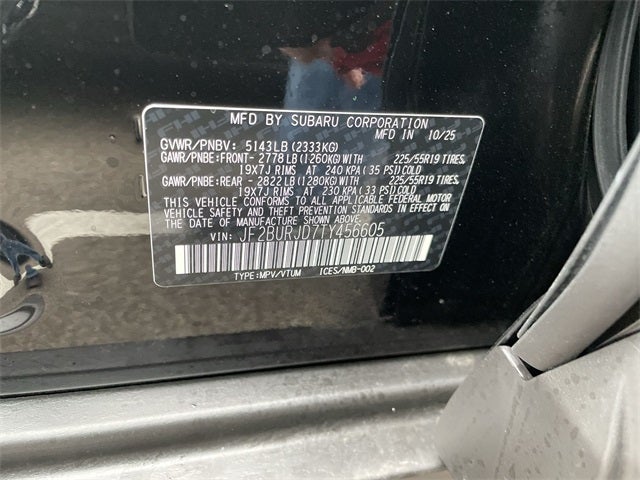 MFD BY SUBARU CORPORATION
MFD IN 10/25
GVWR/PNBV: 5143LB (2333KG)
GAWR/PNBE:FRONT- 2778LB (1260KG) WITH 225/55R19 TIRES,
19X7J RIMS AT 240 KPA (35 PSI) COLD
GAWR/PNBE:REAR - 2822LB (1280KG) WITH 225/55R19 TIRES,
19X7J RIMS AT 230 KPA (33 PSI) COLD
THIS VEHICLE CONFORMS TO ALL APPLICABLE FEDERAL MOTOR
VEHICLE SAFETY AND THEFT PREVENTION STANDARDS IN EFFECT ON
THE DATE OF MANUFACTURE SHOWN ABOVE.
VIN: JF2BURJD7TY456605
TYPE:MPV/VTUM ICES/NMB-002